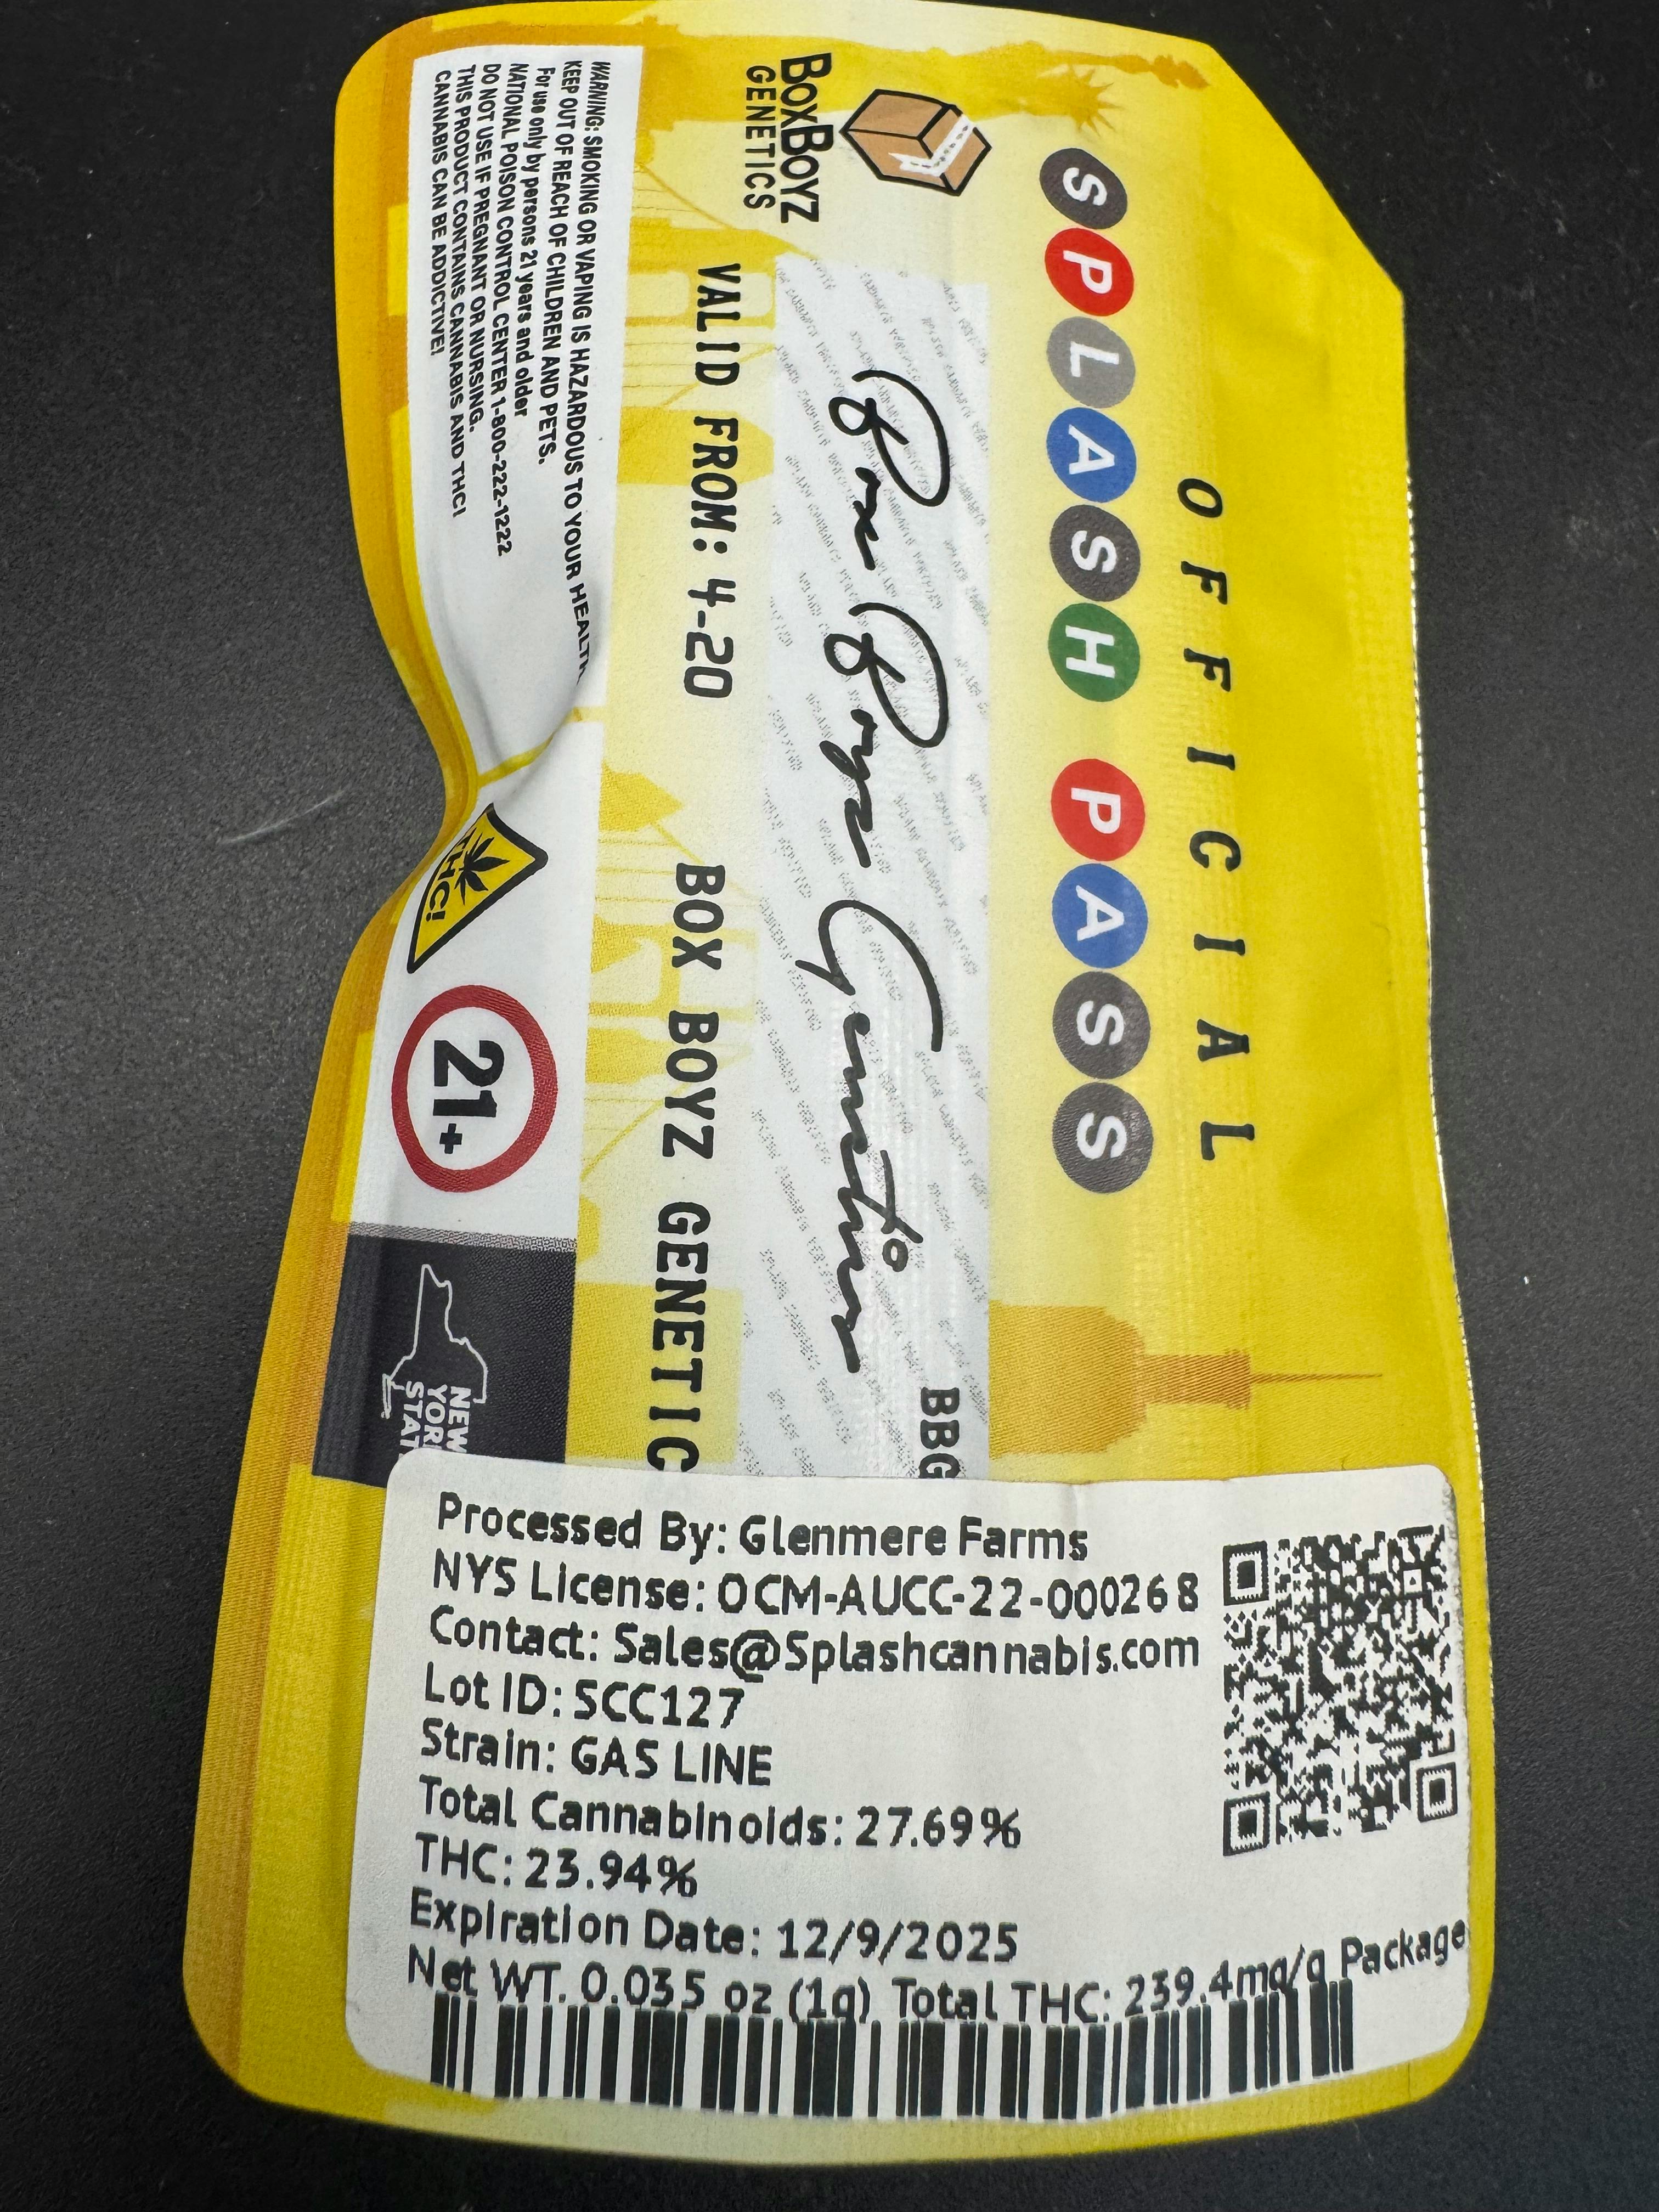 OFFICIAL
SPLASH PASS
BOXBOYZ
GENETICS
Box Boyz Genetics
BBG
VALID FROM: 4-20
BOX BOYZ GENETIC
WARNING: SMOKING OR VAPING IS HAZARDOUS TO YOUR HEALTH
KEEP OUT OF REACH OF CHILDREN AND PETS.
For use only by persons 21 years and older
NATIONAL POISON CONTROL CENTER 1-800-222-1222
DO NOT USE IF PREGNANT OR NURSING.
THIS PRODUCT CONTAINS CANNABIS AND THC!
CANNABIS CAN BE ADDICTIVE!
THC!
21+
NEW
YORK
STATE
Processed By: Glenmere Farms
NYS License: OCM-AUCC-22-000268
Contact: Sales@Splashcannabis.com
Lot ID: SCC127
Strain: GAS LINE
Total Cannabinoids: 27.69%
THC: 23.94%
Expiration Date: 12/9/2025
Net WT. 0.035 oz (1g) Total THC: 239.4mg/g Package